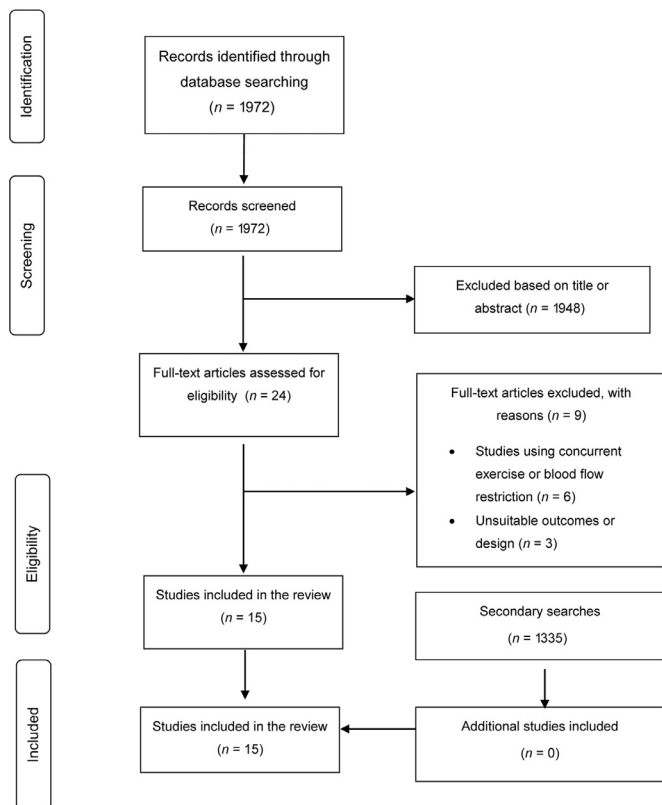 Identification
Records identified through
database searching
(n = 1972)
Screening
Records screened
(n = 1972)
Excluded based on title or
abstract (n = 1948)
Full-text articles assessed for
eligibility (n = 24)
Full-text articles excluded, with
reasons (n = 9)
• Studies using concurrent
exercise or blood flow
restriction (n = 6)
• Unsuitable outcomes or
design (n = 3)
Eligibility
Studies included in the review
(n = 15)
Secondary searches
(n = 1335)
Included
Studies included in the review
(n = 15)
Additional studies included
(n = 0)